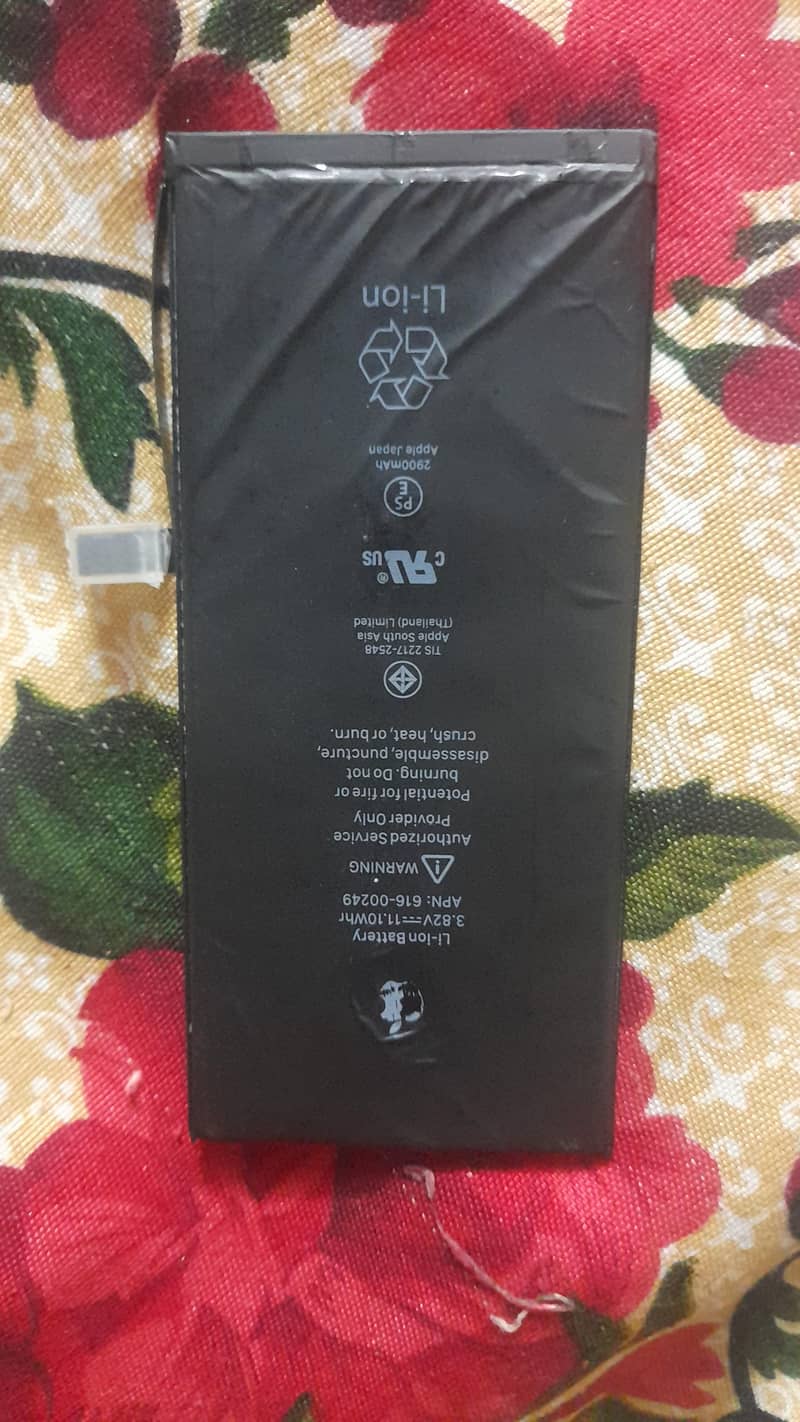 Li-Ion Battery
3.82V⎓11.10Whr
APN: 616-00249
WARNING
Authorized Service
Provider Only
Potential for fire or
burning. Do not
disassemble, puncture,
crush, heat, or burn.
TIS 2217-2548
Apple South Asia
(Thailand) Limited
C RU® US
PS
E
2900mAh
Apple Japan
Li-ion